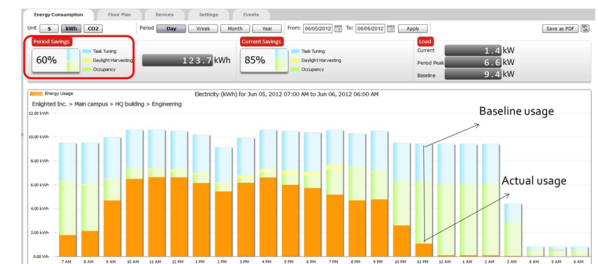 Energy Consumption Floor Plan Devices Settings Events
Unit $ kWh CO2 Period Day Week Month Year From: 06/05/2012 To: 06/06/2012 Apply Save as PDF
Period Savings Current Savings Load
60% Task Tuning Daylight Harvesting Occupancy
123.7 kWh
85% Task Tuning Daylight Harvesting Occupancy
Current 1.4 kW
Period Peak 6.6 kW
Baseline 9.4 kW
Energy Usage Electricity (kWh) for Jun 05, 2012 07:00 AM to Jun 06, 2012 06:00 AM
Enlighted Inc. > Main campus > HQ building > Engineering
Baseline usage
Actual usage
12.00 kWh
10.00 kWh
8.00 kWh
6.00 kWh
4.00 kWh
2.00 kWh
0.00 kWh
7 AM 8 AM 9 AM 10 AM 11 AM 12 PM 1 PM 2 PM 3 PM 4 PM 5 PM 6 PM 7 PM 8 PM 9 PM 10 PM 11 PM 12 AM 1 AM 2 AM 3 AM 4 AM 5 AM 6 AM